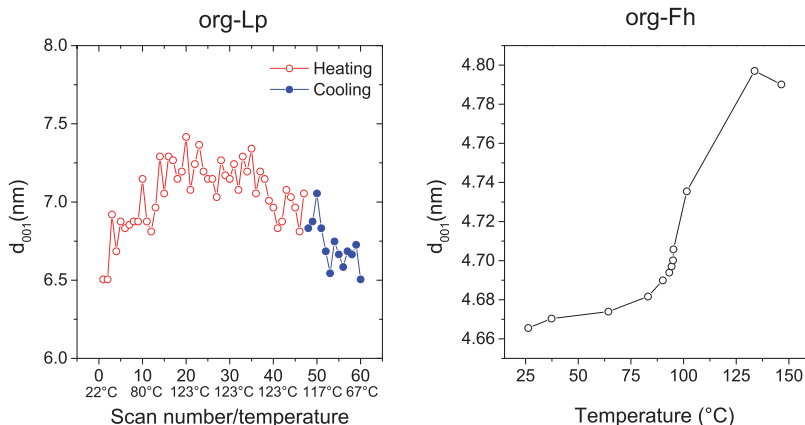 org-Lp
8.0
7.5
7.0
6.5
6.0
d001(nm)
Heating
Cooling
0 10 20 30 40 50 60
22°C 80°C 123°C 123°C 123°C 117°C 67°C
Scan number/temperature
org-Fh
4.80
4.78
4.76
4.74
4.72
4.70
4.68
4.66
d001(nm)
25 50 75 100 125 150
Temperature (°C)